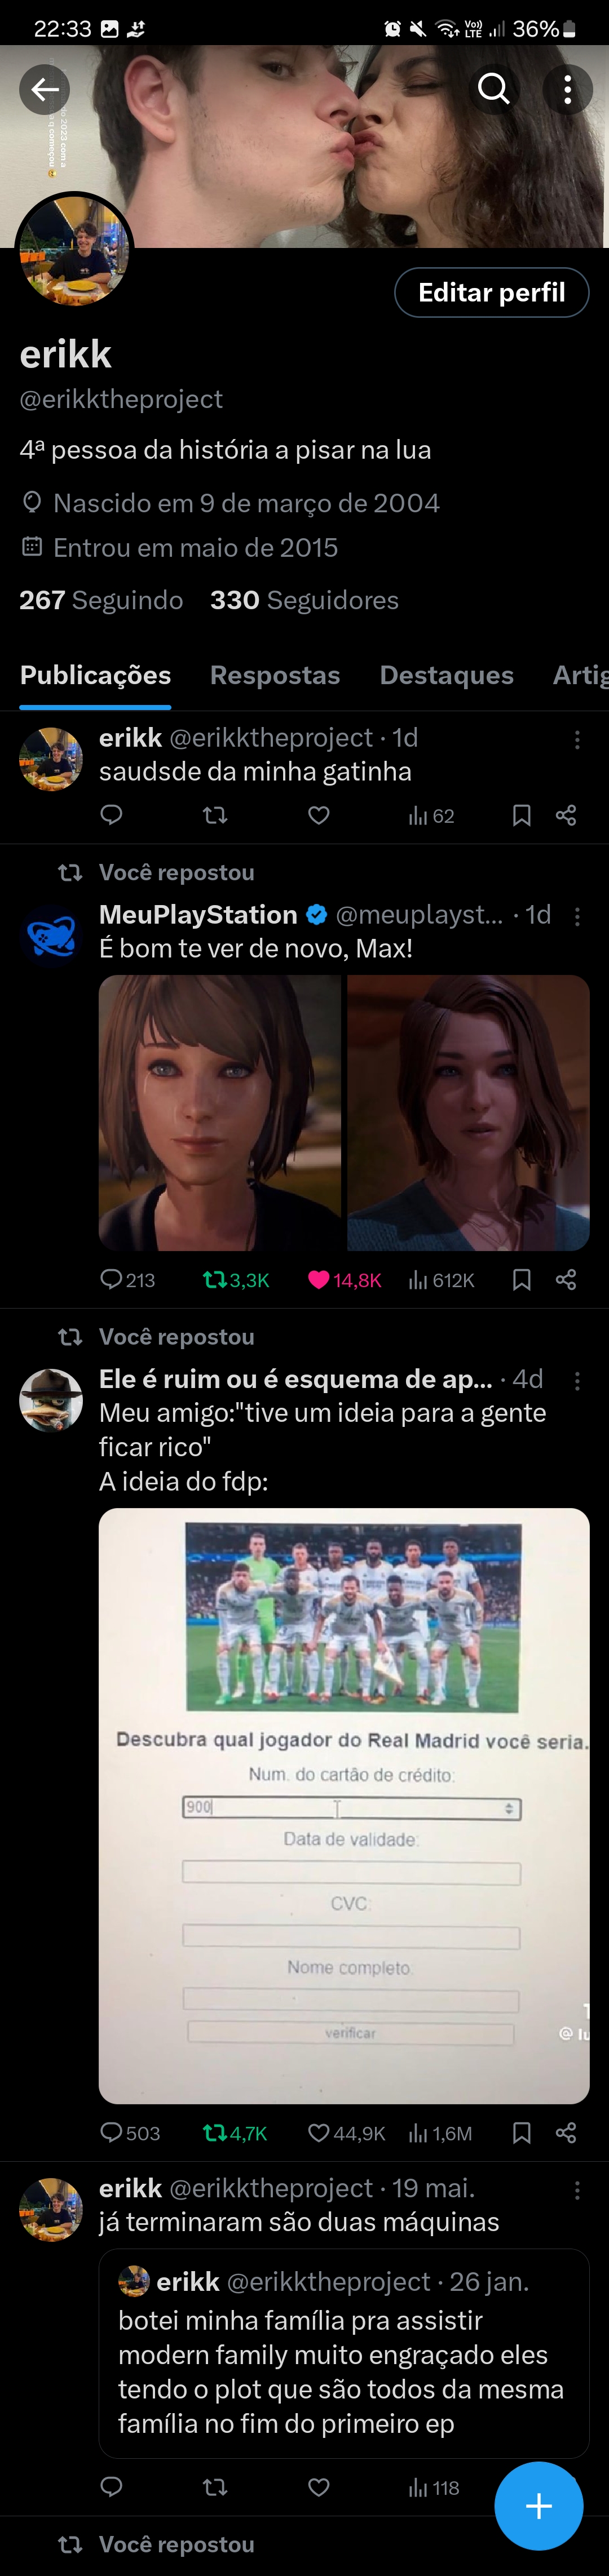 22:33
Vo))
LTE
36%
Editar perfil
erikk
@erikktheproject
4ª pessoa da história a pisar na lua
Nascido em 9 de março de 2004
Entrou em maio de 2015
267 Seguindo 330 Seguidores
Publicações Respostas Destaques Artig
erikk @erikktheproject · 1d
saudsde da minha gatinha
62
Você repostou
MeuPlayStation @meuplayst... · 1d
É bom te ver de novo, Max!
213 3,3K 14,8K 612K
Você repostou
Ele é ruim ou é esquema de ap... · 4d
Meu amigo:"tive um ideia para a gente
ficar rico"
A ideia do fdp:
Descubra qual jogador do Real Madrid você seria.
Num. do cartão de crédito:
900
Data de validade:
CVC:
Nome completo:
verificar
503 4,7K 44,9K 1,6M
erikk @erikktheproject · 19 mai.
já terminaram são duas máquinas
erikk @erikktheproject · 26 jan.
botei minha família pra assistir
modern family muito engraçado eles
tendo o plot que são todos da mesma
família no fim do primeiro ep
118
Você repostou